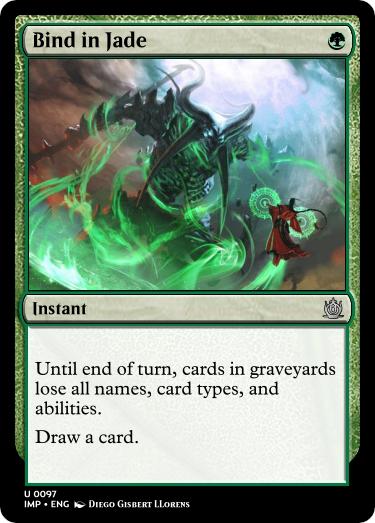 Bind in Jade
Instant
Until end of turn, cards in graveyards
lose all names, card types, and
abilities.
Draw a card.
U 0097
IMP • ENG Diego Gisbert LLorens